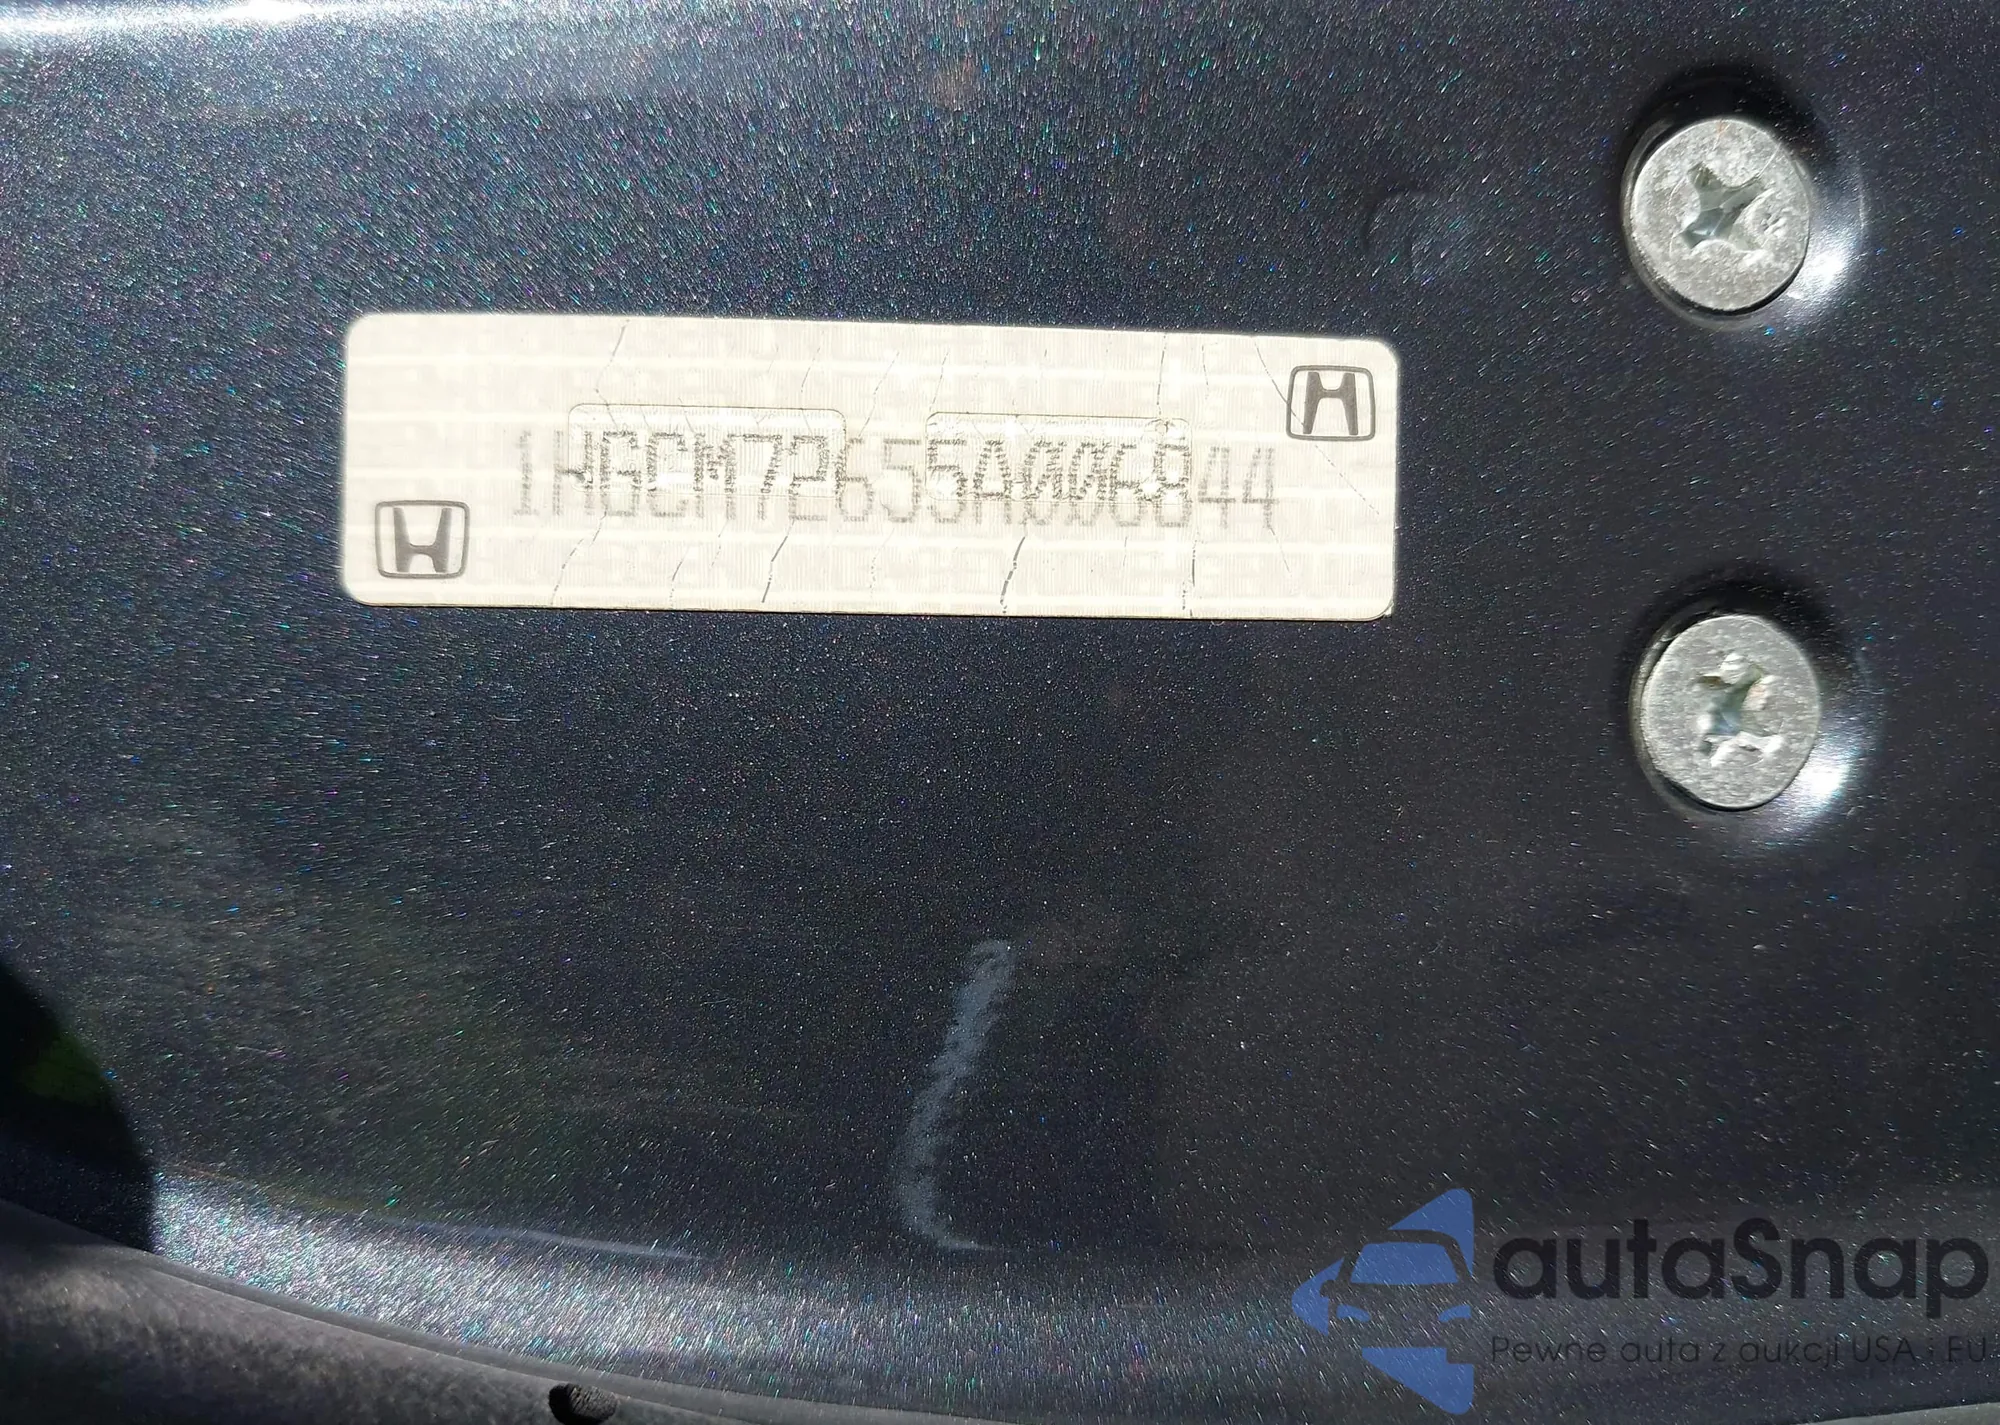 1HGCM72655A006844
autaSnap
Pewne auta z aukcji USA i EU